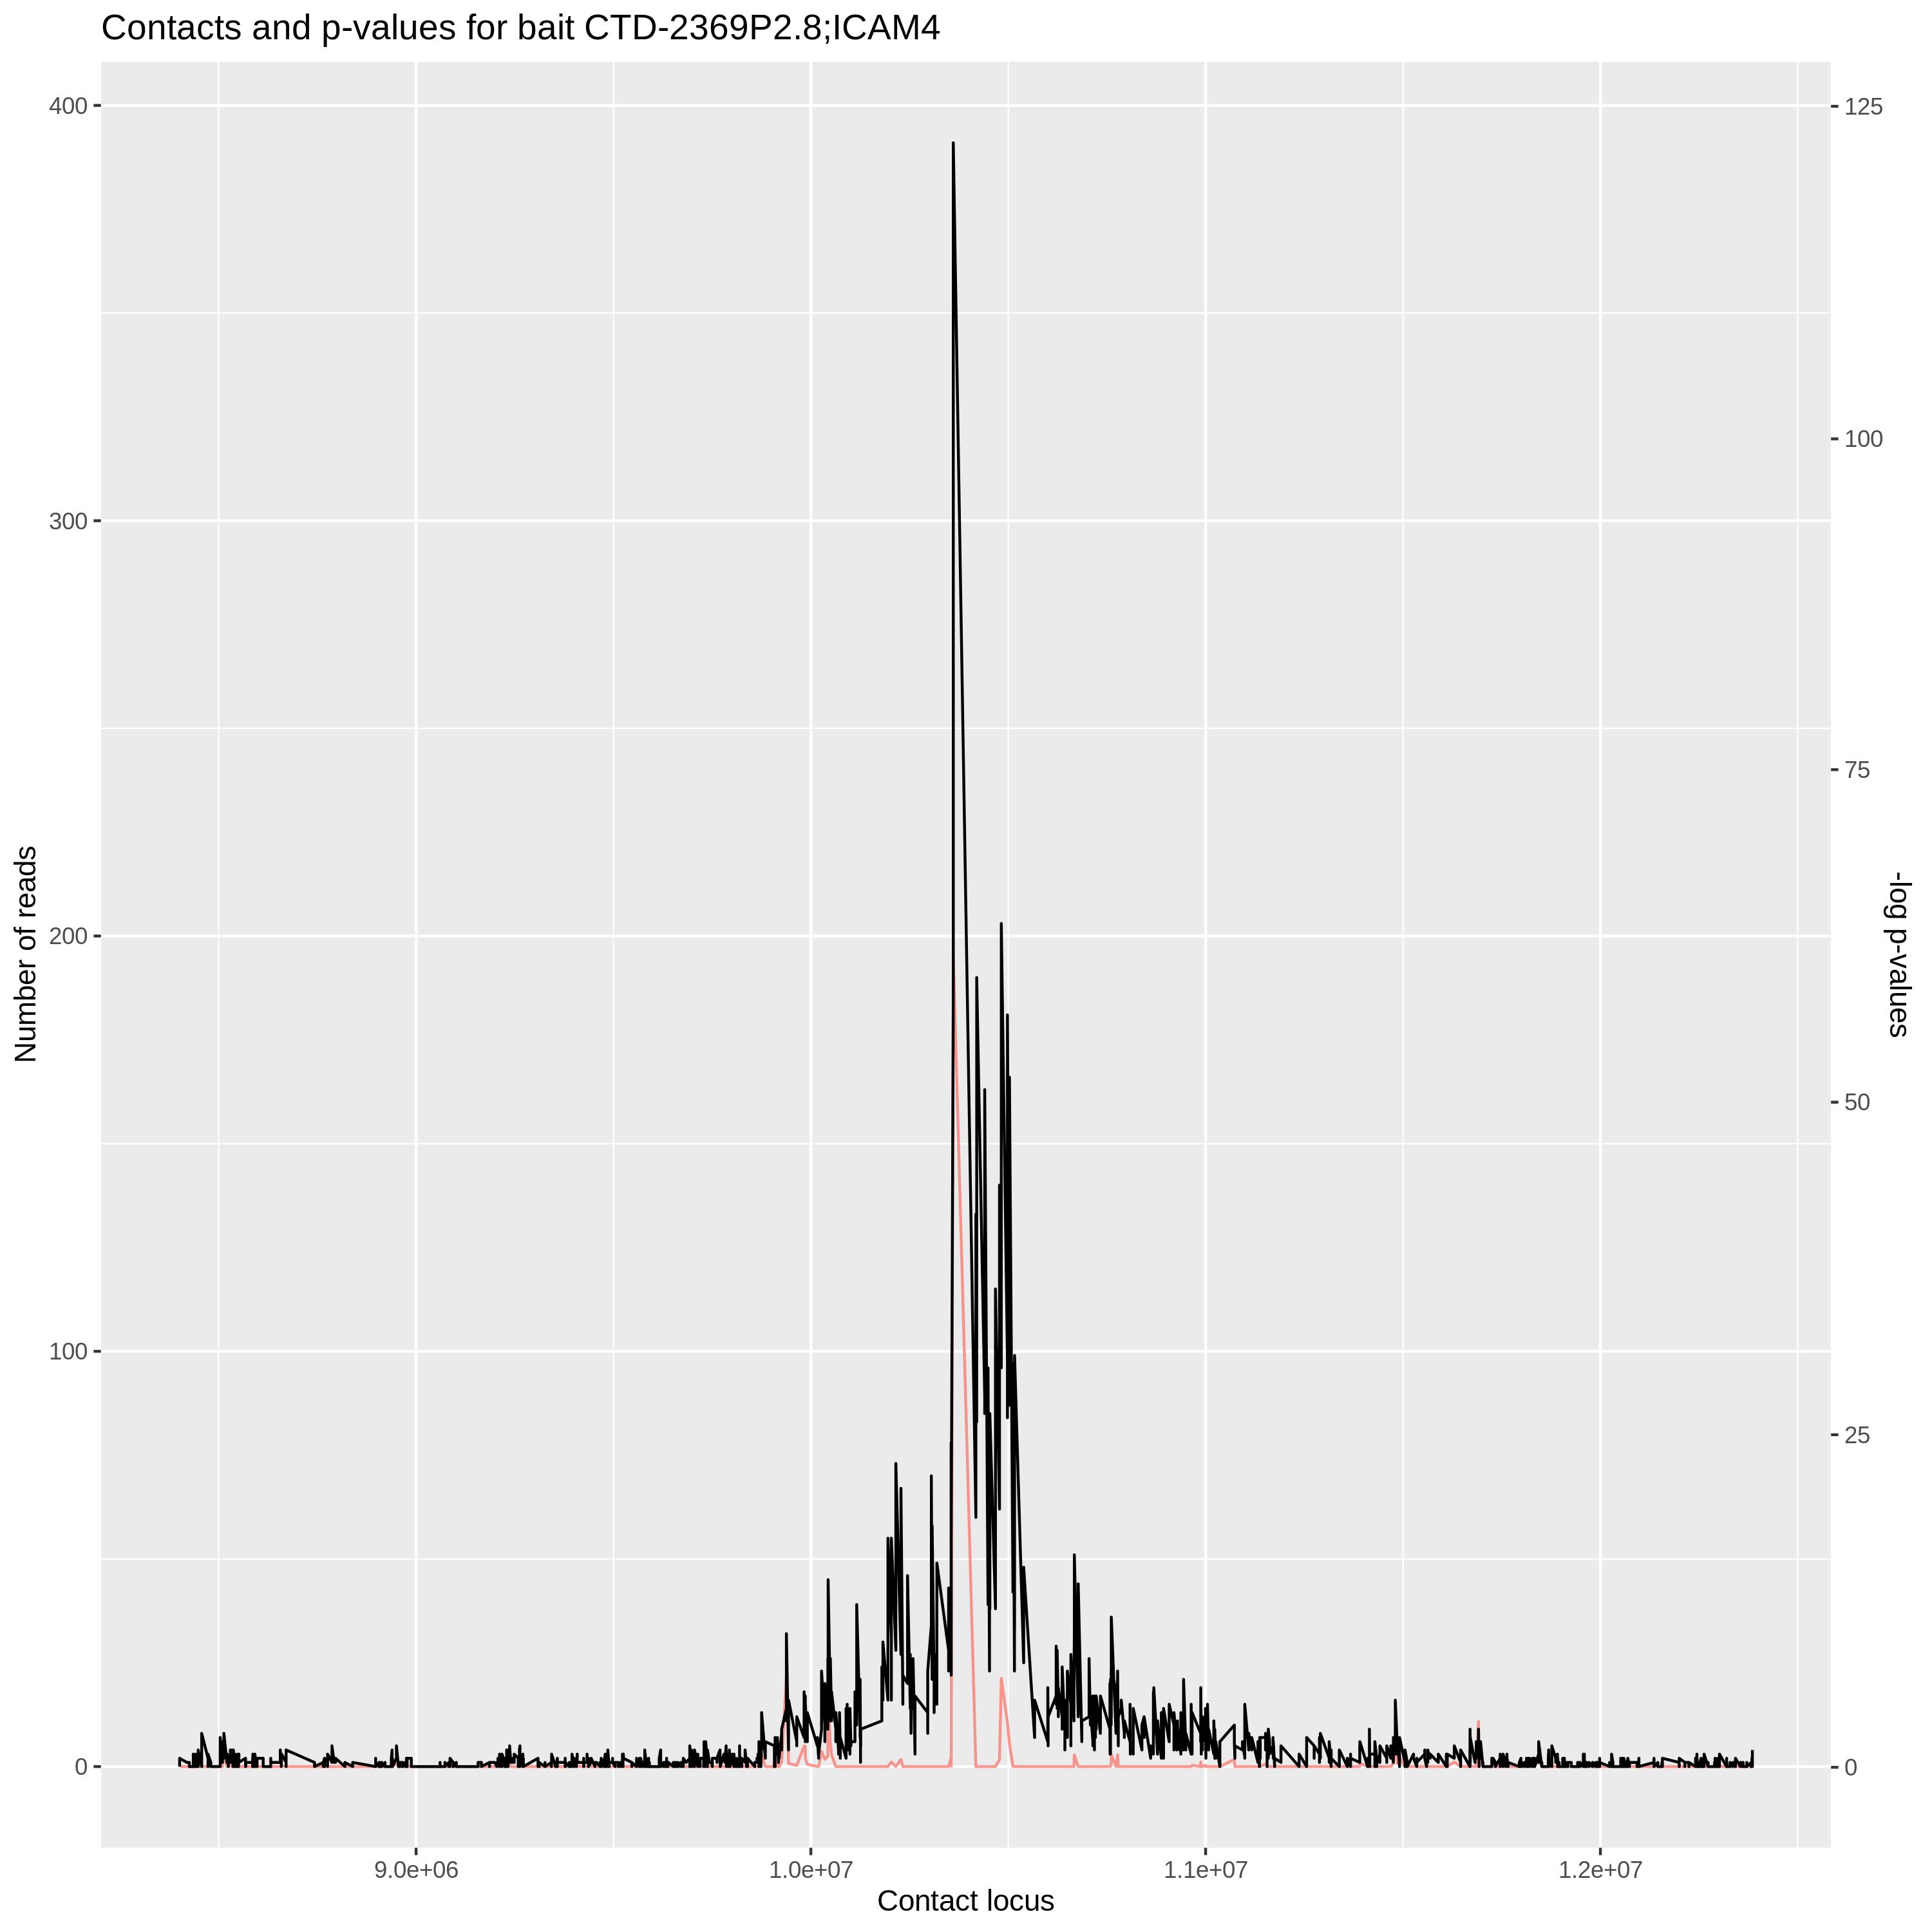 Contacts and p-values for bait CTD-2369P2.8;ICAM4
400
300
200
100
0
Number of reads
125
100
75
50
25
0
-log p-values
9.0e+06
1.0e+07
1.1e+07
1.2e+07
Contact locus